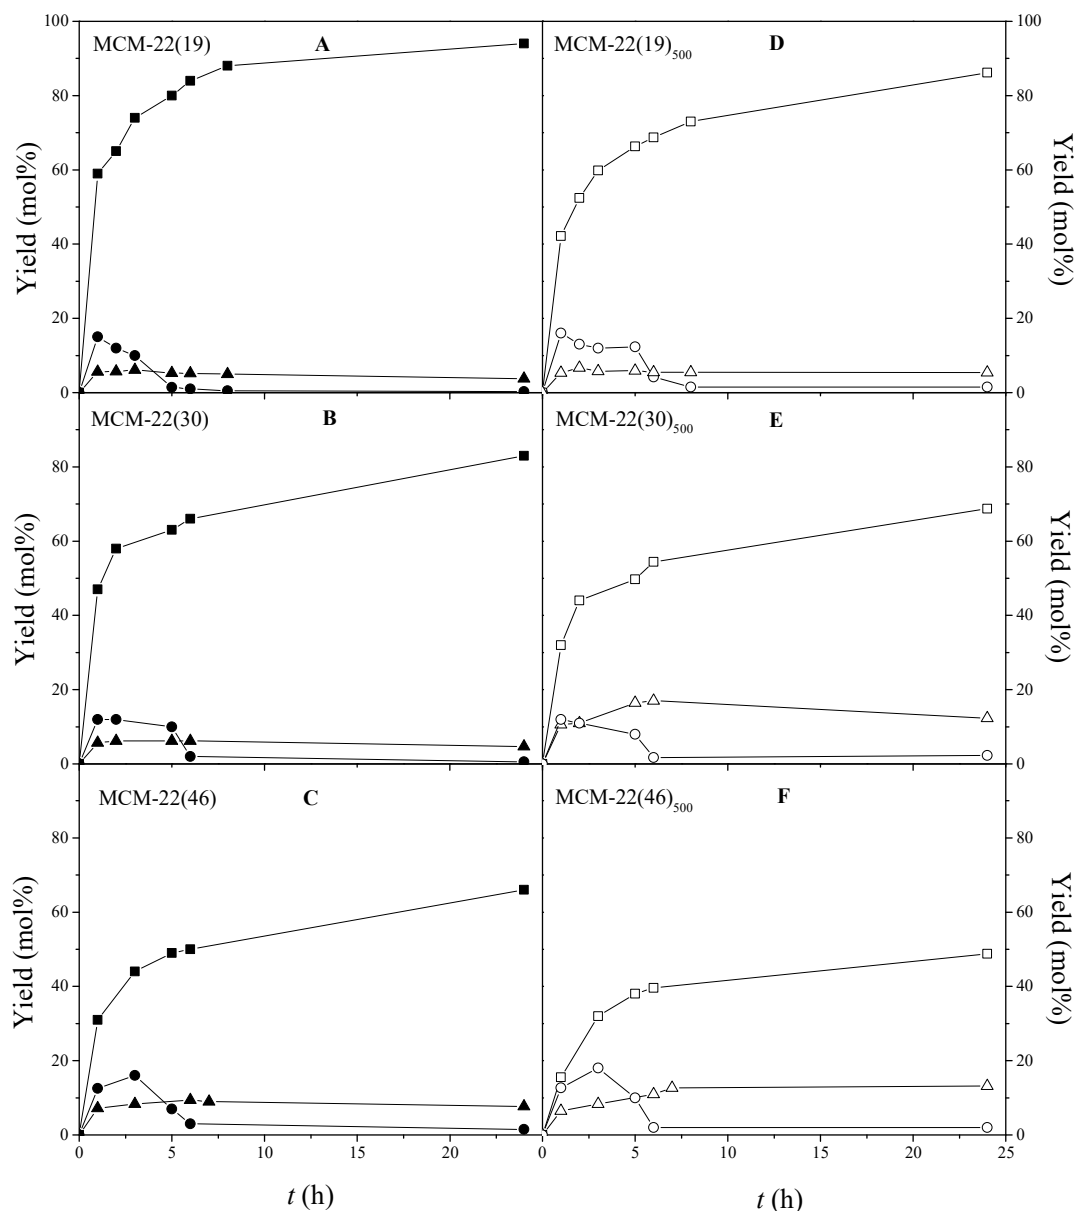 MCM-22(19) A
MCM-22(19)500 D
100
80
60
40
20
0
Yield (mol%)
100
80
60
40
20
0
Yield (mol%)
MCM-22(30) B
MCM-22(30)500 E
80
60
40
20
0
Yield (mol%)
80
60
40
20
0
Yield (mol%)
MCM-22(46) C
MCM-22(46)500 F
80
60
40
20
0
Yield (mol%)
80
60
40
20
0
Yield (mol%)
0 5 10 15 20
0 5 10 15 20 25
t (h)
t (h)